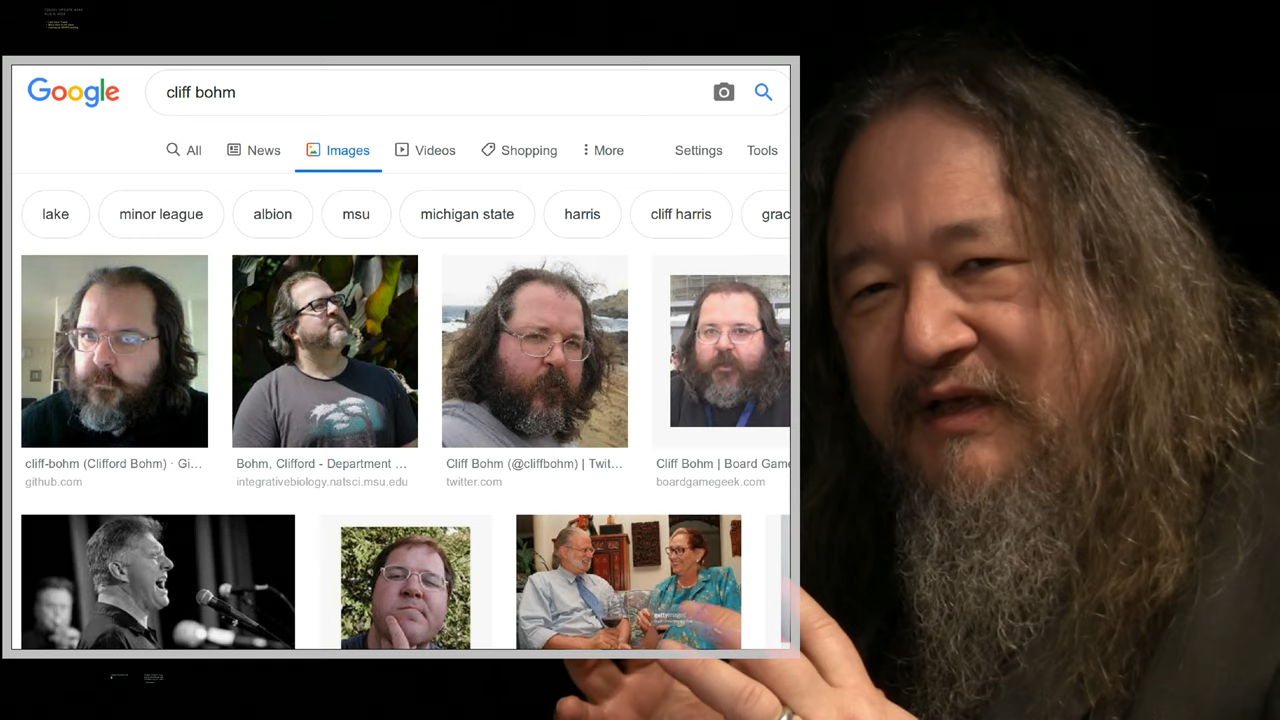 Google
cliff bohm
All
News
Images
Videos
Shopping
More
Settings
Tools
lake
minor league
albion
msu
michigan state
harris
cliff harris
grac
cliff-bohm (Clifford Bohm) · Gi...
github.com
Bohm, Clifford - Department ...
integrativebiology.natsci.msu.edu
Cliff Bohm (@cliffbohm) | Twit...
twitter.com
Cliff Bohm | Board Game
boardgamegeek.com
gettyimages